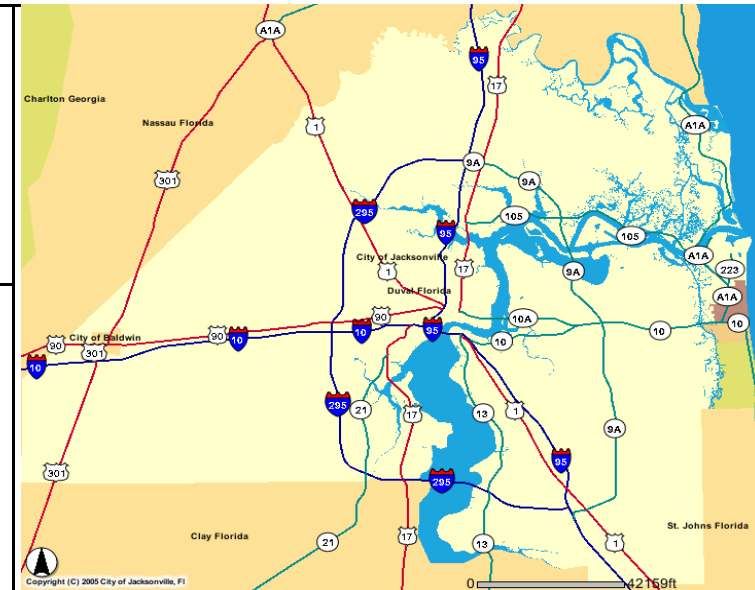 A1A
95
17
Charlton Georgia
Nassau Florida
1
A1A
9A
301
9A
295
105
95
105
City of Jacksonville
A1A
1
17
9A
223
Duval Florida
A1A
90
10A
10
90
City of Baldwin
10
10
95
10
90
301
10
10
295
21
17
13
1
9A
95
301
295
St. Johns Florida
Clay Florida
17
21
13
1
Copyright (C) 2005 City of Jacksonville, Fl
0
42159ft